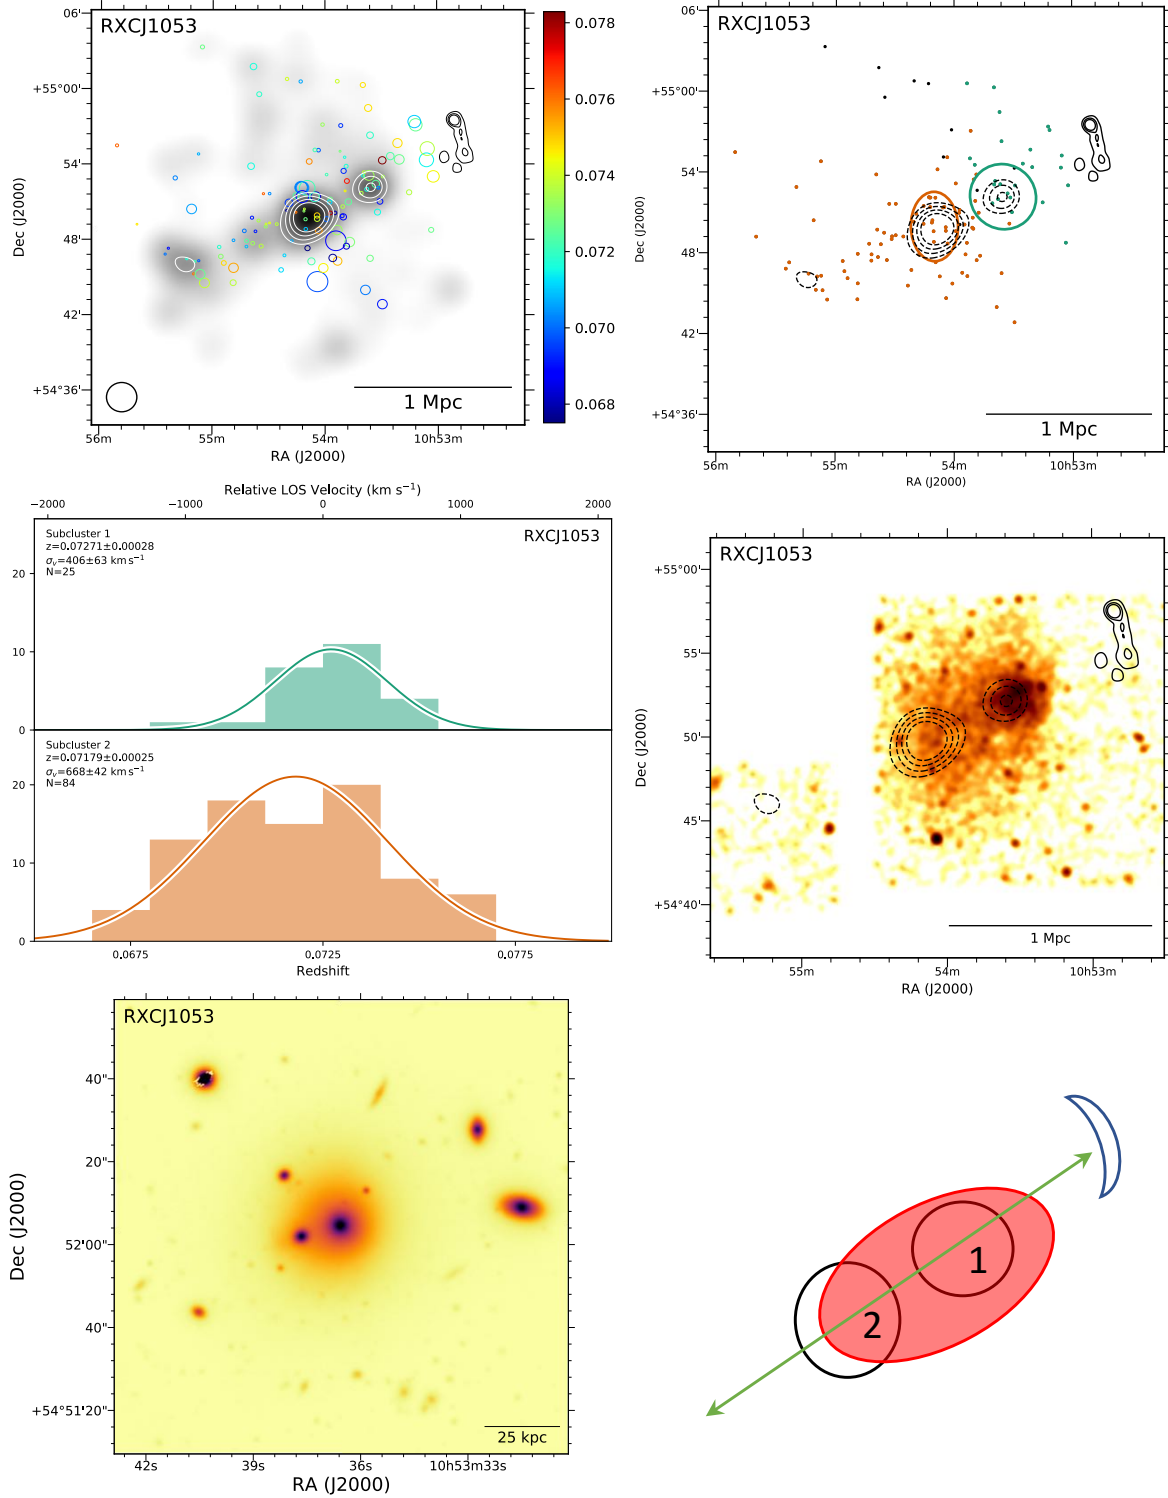 RXCJ1053
06'
+55°00'
54'
48'
42'
+54°36'
Dec (J2000)
56m
55m
54m
10h53m
RA (J2000)
1 Mpc
0.078
0.076
0.074
0.072
0.070
0.068
RXCJ1053
06'
+55°00'
54'
48'
42'
+54°36'
Dec (J2000)
56m
55m
54m
10h53m
RA (J2000)
1 Mpc
Relative LOS Velocity (km s⁻¹)
−2000
−1000
0
1000
2000
Subcluster 1
z=0.07271±0.00028
σᵥ=406±63 km s⁻¹
N=25
RXCJ1053
20
10
0
Subcluster 2
z=0.07179±0.00025
σᵥ=668±42 km s⁻¹
N=84
20
10
0
0.0675
0.0725
0.0775
Redshift
RXCJ1053
+55°00'
55'
50'
45'
+54°40'
Dec (J2000)
55m
54m
10h53m
RA (J2000)
1 Mpc
RXCJ1053
40"
20"
52'00"
40"
+54°51'20"
Dec (J2000)
42s
39s
36s
10h53m33s
RA (J2000)
25 kpc
1
2